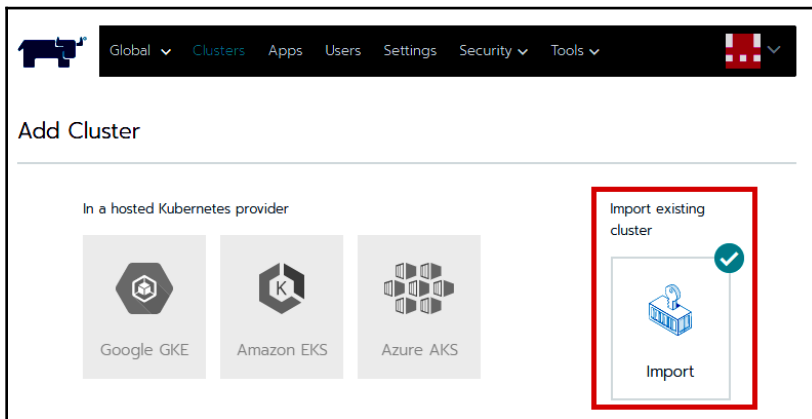 Global Clusters Apps Users Settings Security Tools
Add Cluster
In a hosted Kubernetes provider
Import existing
cluster
K
Google GKE Amazon EKS Azure AKS
Import